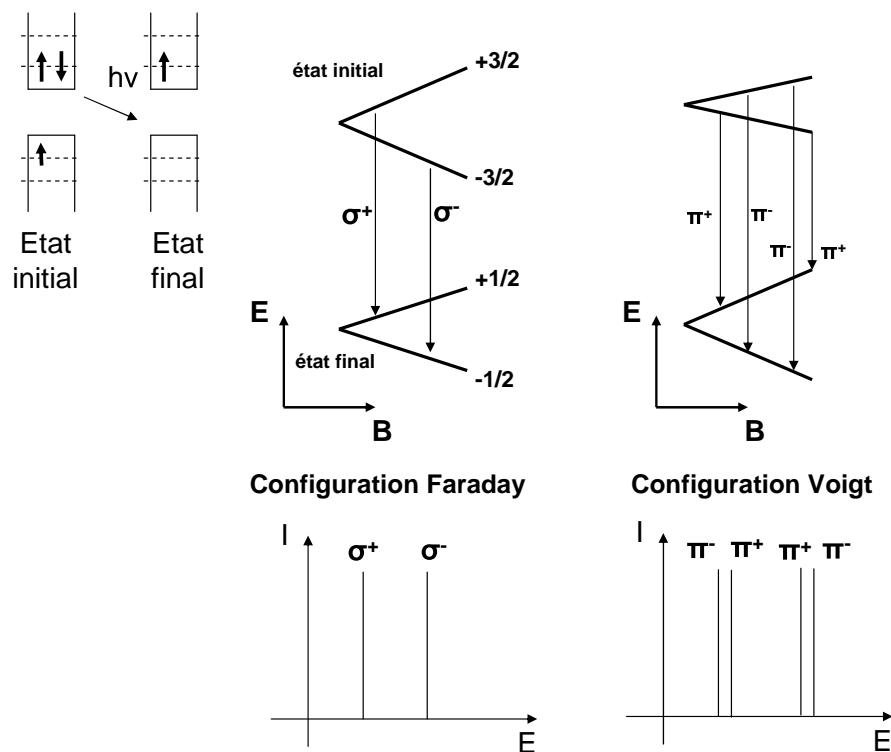 hν
Etat
initial
Etat
final
état initial
+3/2
-3/2
σ+
σ-
+1/2
-1/2
état final
E
B
π+
π-
π-
π+
E
B
Configuration Faraday
Configuration Voigt
I
σ+
σ-
E
I
π-
π+
π+
π-
E